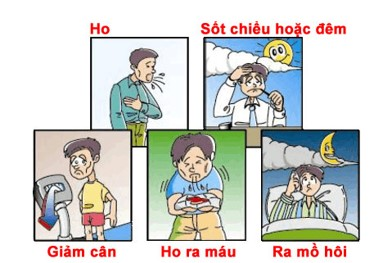 Ho
Sốt chiều hoặc đêm
Giảm cân
Ho ra máu
Ra mồ hôi